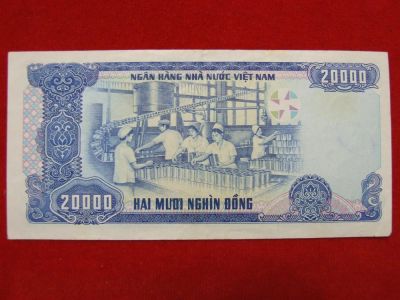 NGÂN HÀNG NHÀ NƯỚC VIỆT NAM
20000
20000
HAI MƯƠI NGHÌN ĐỒNG